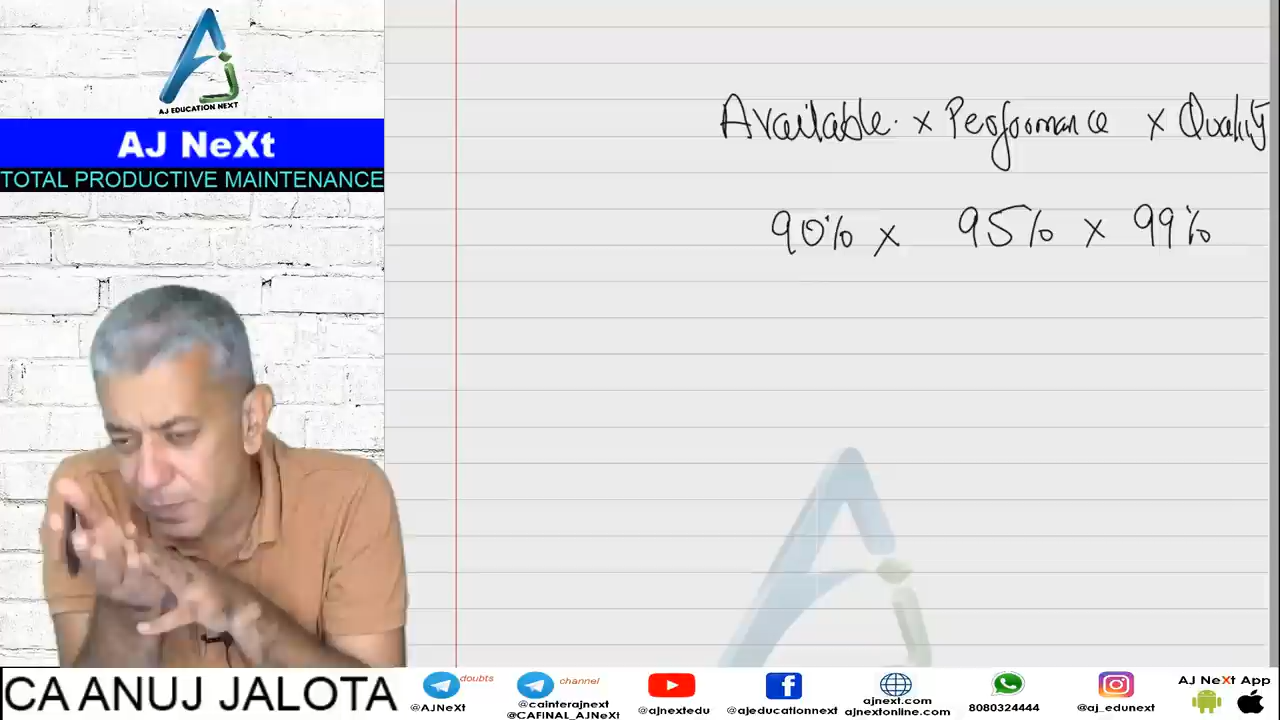 AJ EDUCATION NEXT
AJ NeXt
TOTAL PRODUCTIVE MAINTENANCE
Available. x Performance x Quality
90% x 95% x 99%
CA ANUJ JALOTA
doubts
@AJNext
channel
@cainterajnext
@CAFINAL_AJNext
@ajnextedu
@ajeducationnext
ajnext.com
ajnextonline.com
8080324444
@aj_edunext
AJ NeXt App